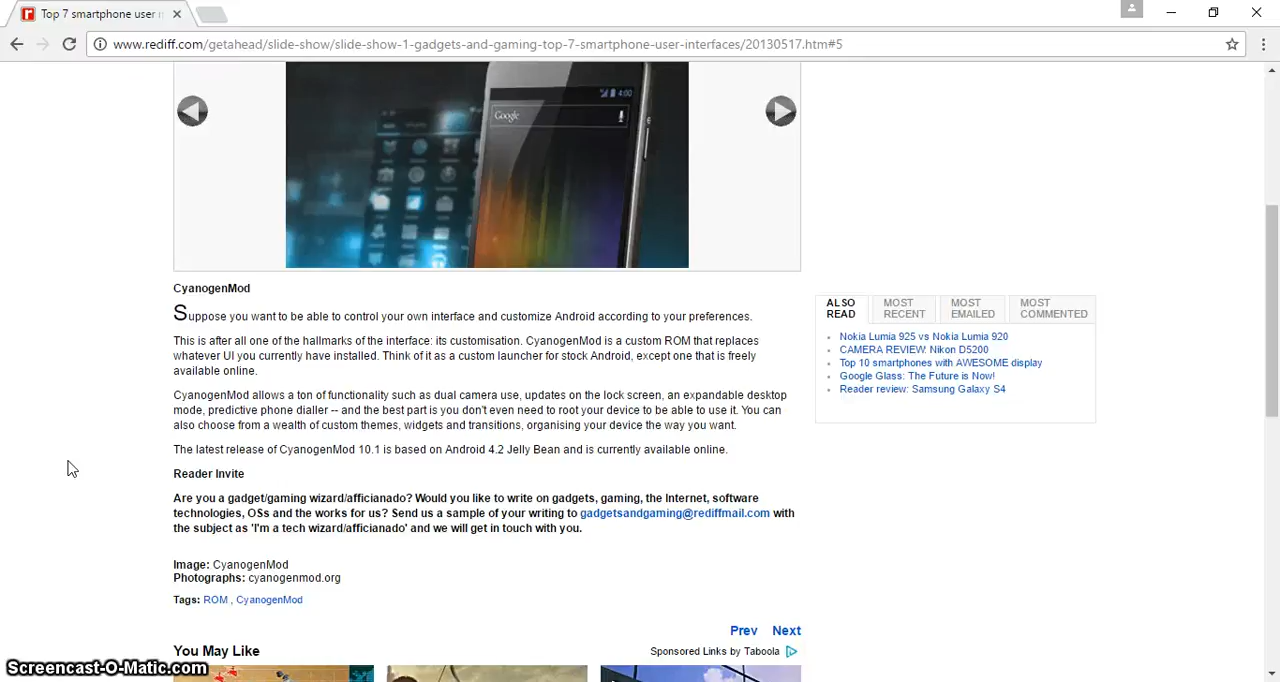 Top 7 smartphone user i
www.rediff.com/getahead/slide-show/slide-show-1-gadgets-and-gaming-top-7-smartphone-user-interfaces/20130517.htm#5
4:00
Google
CyanogenMod
Suppose you want to be able to control your own interface and customize Android according to your preferences.
This is after all one of the hallmarks of the interface: its customisation. CyanogenMod is a custom ROM that replaces
whatever UI you currently have installed. Think of it as a custom launcher for stock Android, except one that is freely
available online.
CyanogenMod allows a ton of functionality such as dual camera use, updates on the lock screen, an expandable desktop
mode, predictive phone dialler -- and the best part is you don't even need to root your device to be able to use it. You can
also choose from a wealth of custom themes, widgets and transitions, organising your device the way you want.
The latest release of CyanogenMod 10.1 is based on Android 4.2 Jelly Bean and is currently available online.
Reader Invite
Are you a gadget/gaming wizard/afficianado? Would you like to write on gadgets, gaming, the Internet, software
technologies, OSs and the works for us? Send us a sample of your writing to gadgetsandgaming@rediffmail.com with
the subject as 'I'm a tech wizard/afficianado' and we will get in touch with you.
Image: CyanogenMod
Photographs: cyanogenmod.org
Tags: ROM , CyanogenMod
Prev Next
You May Like
Sponsored Links by Taboola
ALSO READ
MOST RECENT
MOST EMAILED
MOST COMMENTED
Nokia Lumia 925 vs Nokia Lumia 920
CAMERA REVIEW: Nikon D5200
Top 10 smartphones with AWESOME display
Google Glass: The Future is Now!
Reader review: Samsung Galaxy S4
Screencast-O-Matic.com